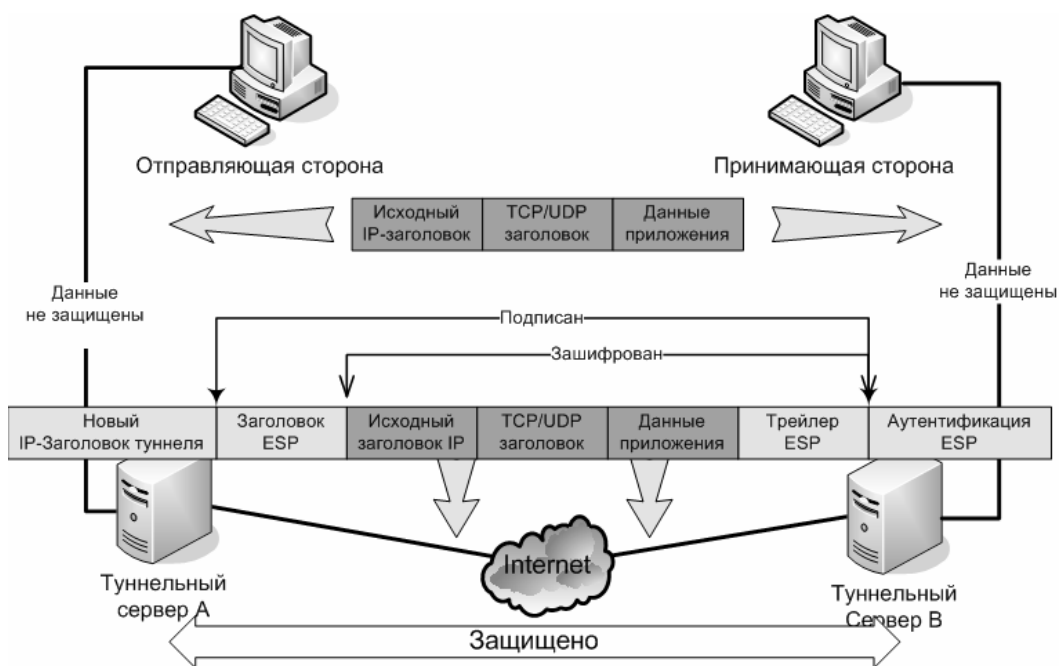 Отправляющая сторона
Принимающая сторона
Исходный
IP-заголовок
TCP/UDP
заголовок
Данные
приложения
Данные
не защищены
Данные
не защищены
Подписан
Зашифрован
Новый
IP-Заголовок туннеля
Заголовок
ESP
Исходный
заголовок IP
TCP/UDP
заголовок
Данные
приложения
Трейлер
ESP
Аутентификация
ESP
Internet
Туннельный
сервер А
Туннельный
Сервер В
Защищено